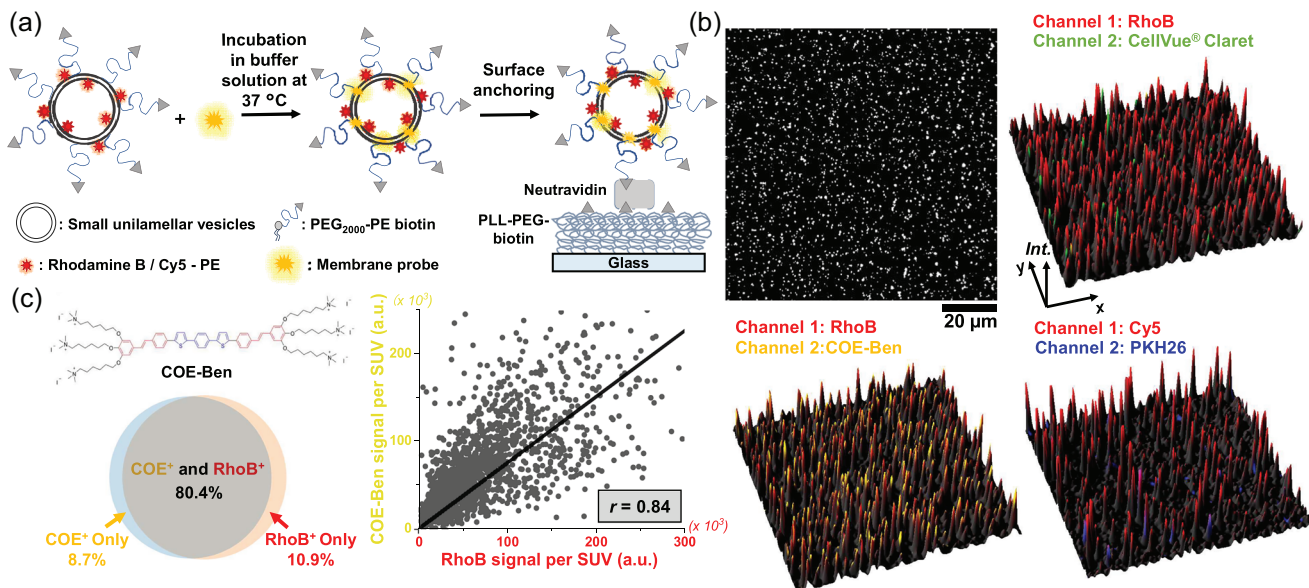 (a)
Incubation
in buffer
solution at
37 °C
+
Surface
anchoring
Neutravidin
PLL-PEG-
biotin
Glass
: Small unilamellar vesicles
: PEG2000-PE biotin
: Rhodamine B / Cy5 - PE
: Membrane probe
(b)
20 µm
Channel 1: RhoB
Channel 2: CellVue® Claret
Int.
y
x
Channel 1: RhoB
Channel 2:COE-Ben
Channel 1: Cy5
Channel 2: PKH26
(c)
COE-Ben
COE+ and RhoB+
80.4%
COE+ Only
8.7%
RhoB+ Only
10.9%
(x 10³)
COE-Ben signal per SUV (a.u.)
200
100
0
r = 0.84
0
100
200
300
(x 10³)
RhoB signal per SUV (a.u.)